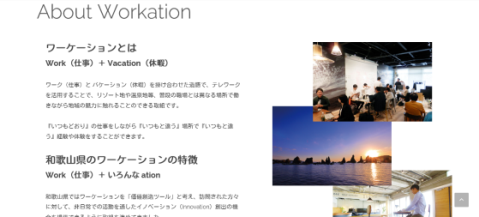 About Workation
ワーケーションとは
Work（仕事）＋ Vacation（休暇）
ワーク（仕事）と バケーション（休暇）を掛け合わせた造語で、テレワーク
を活用することで、リゾート地や温泉地等、普段の職場とは異なる場所で働
きながら地域の魅力に触れることのできる取組です。
『いつもどおり』の仕事をしながら『いつもと違う』場所で『いつもと違
う』経験や体験をすることができます。
和歌山県のワーケーションの特徴
Work（仕事）＋ いろんな ation
和歌山県ではワーケーションを「価値創造ツール」と考え、訪問された方々
に対して、非日常での活動を通したイノベーション（Innovation）創出の機会